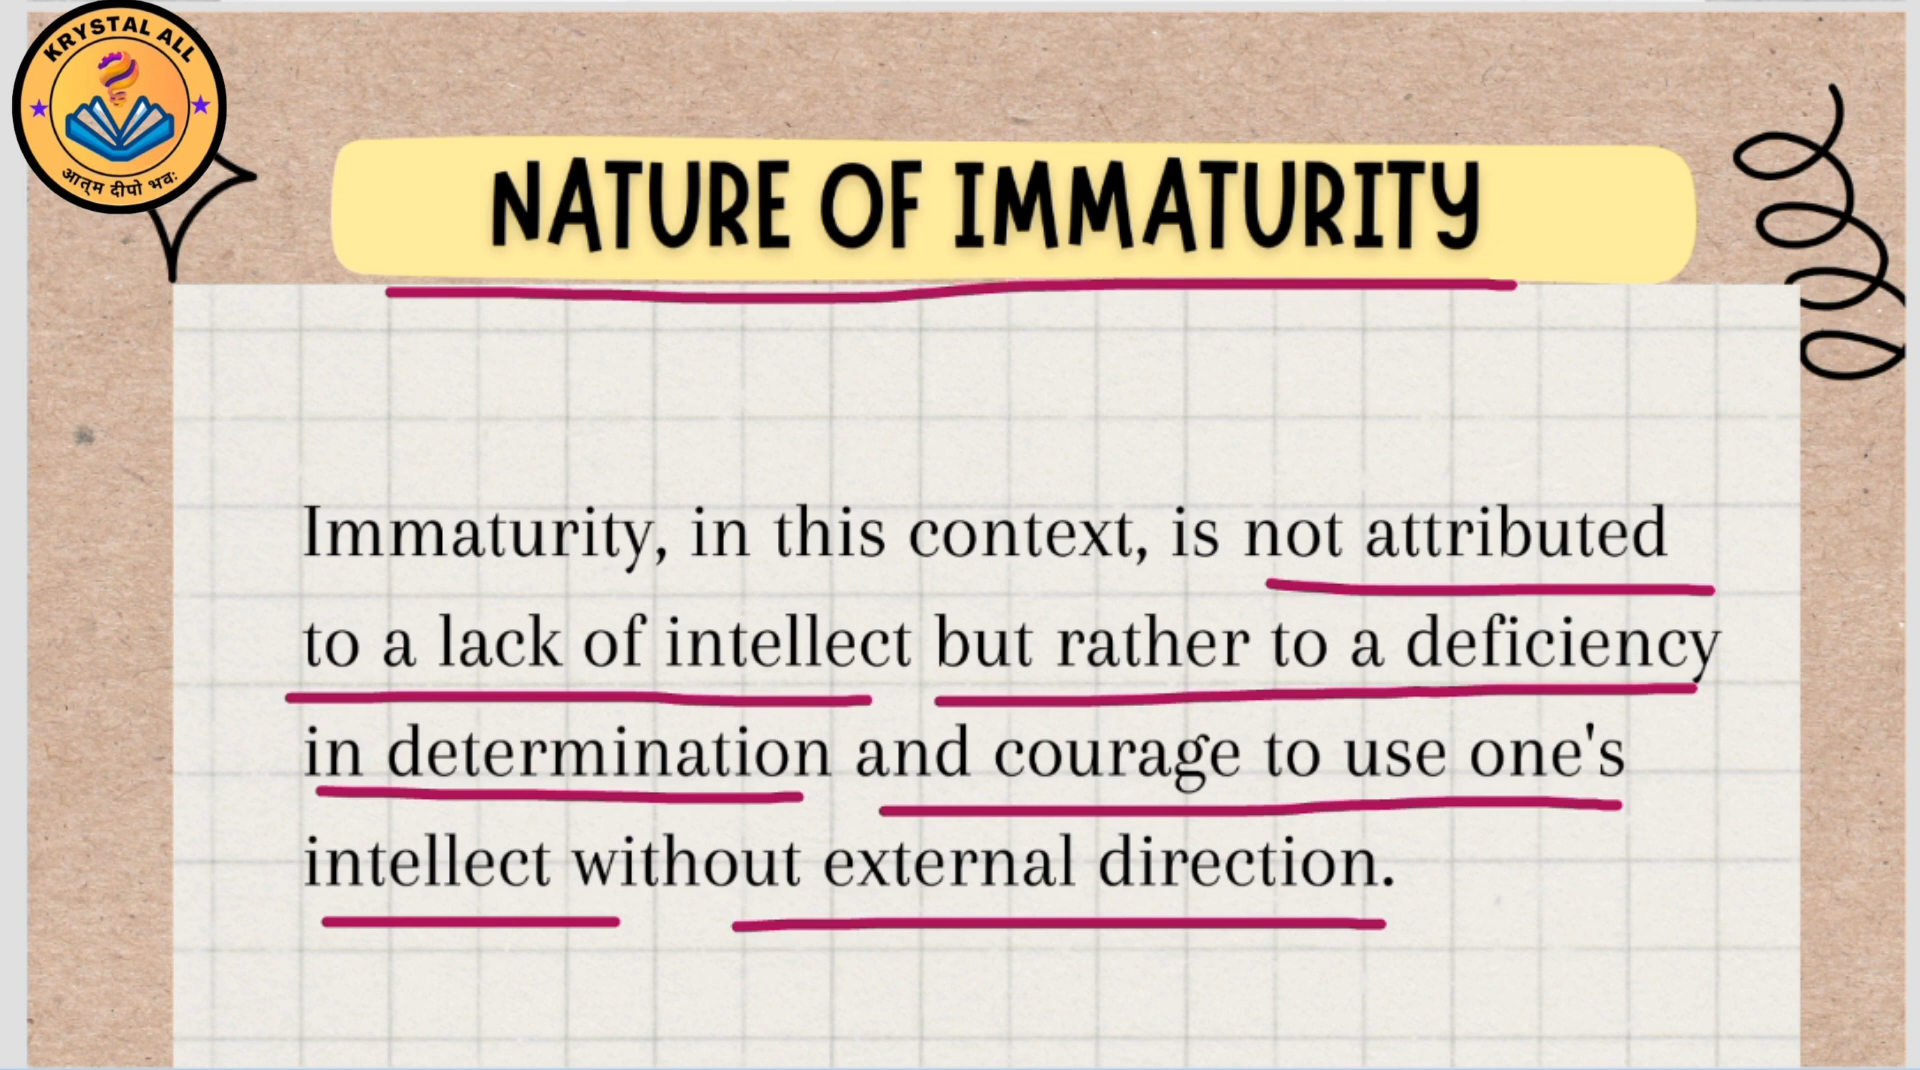 KRYSTAL ALL
आत्म दीपो भवः
NATURE OF IMMATURITY
Immaturity, in this context, is not attributed
to a lack of intellect but rather to a deficiency
in determination and courage to use one's
intellect without external direction.